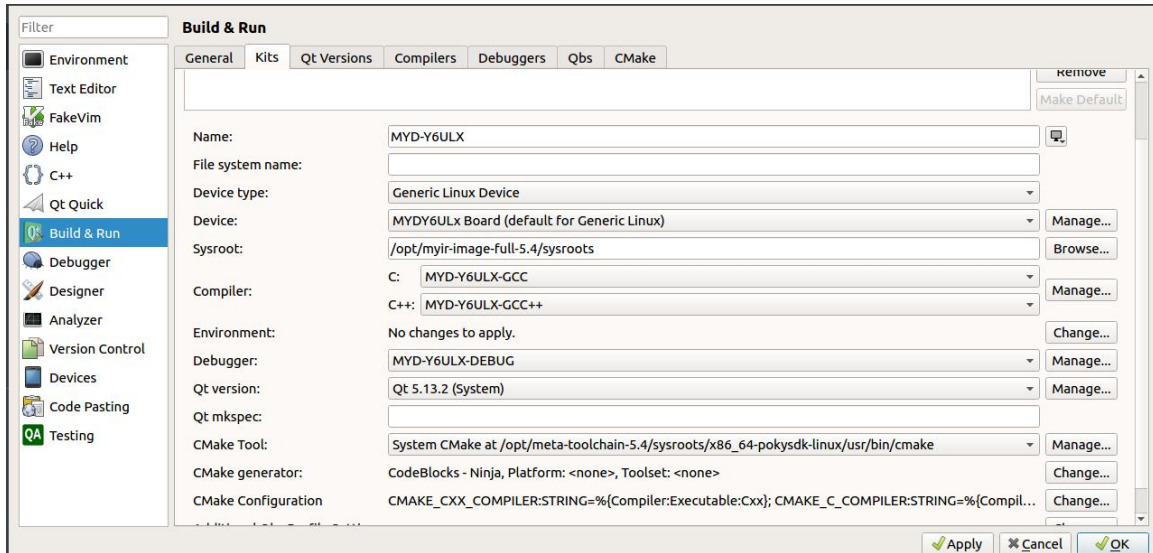 Filter
Build & Run
Environment
Text Editor
FakeVim
Help
C++
Qt Quick
Build & Run
Debugger
Designer
Analyzer
Version Control
Devices
Code Pasting
QA Testing
General Kits Qt Versions Compilers Debuggers Qbs CMake
Remove
Make Default
Name: MYD-Y6ULX
File system name:
Device type: Generic Linux Device
Device: MYDY6ULx Board (default for Generic Linux) Manage...
Sysroot: /opt/myir-image-full-5.4/sysroots Browse...
Compiler: C: MYD-Y6ULX-GCC Manage...
C++: MYD-Y6ULX-GCC++
Environment: No changes to apply. Change...
Debugger: MYD-Y6ULX-DEBUG Manage...
Qt version: Qt 5.13.2 (System) Manage...
Qt mkspec:
CMake Tool: System CMake at /opt/meta-toolchain-5.4/sysroots/x86_64-pokysdk-linux/usr/bin/cmake Manage...
CMake generator: CodeBlocks - Ninja, Platform: <none>, Toolset: <none> Change...
CMake Configuration CMAKE_CXX_COMPILER:STRING=%{Compiler:Executable:Cxx}; CMAKE_C_COMPILER:STRING=%{Compil... Change...
Apply Cancel OK